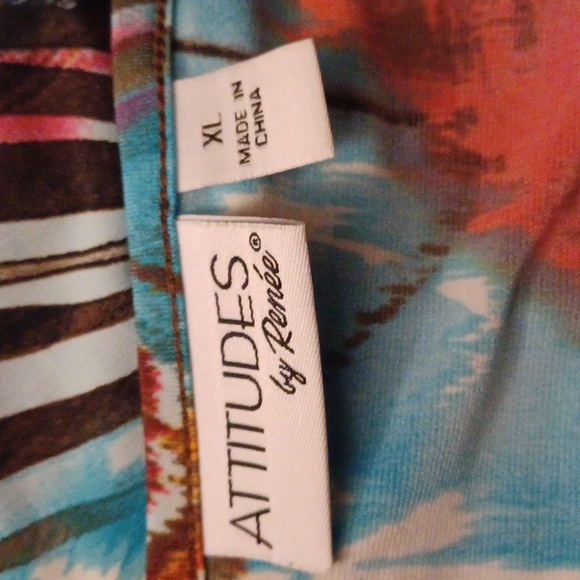 ATTITUDES®
by Renée
XL
MADE IN
CHINA